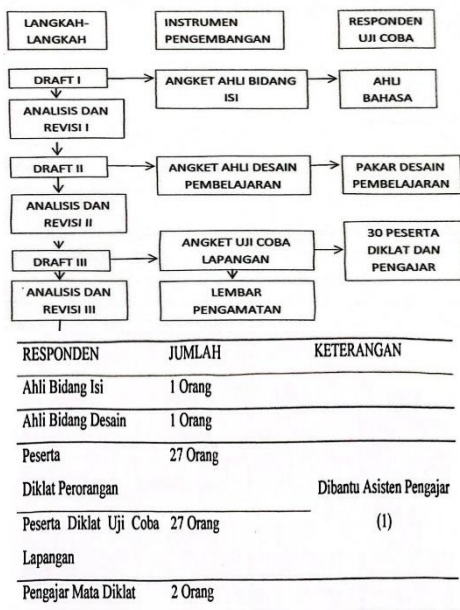 LANGKAH-
LANGKAH
INSTRUMEN
PENGEMBANGAN
RESPONDEN
UJI COBA
DRAFT I
ANGKET AHLI BIDANG
ISI
AHLI
BAHASA
ANALISIS DAN
REVISI I
DRAFT II
ANGKET AHLI DESAIN
PEMBELAJARAN
PAKAR DESAIN
PEMBELAJARAN
ANALISIS DAN
REVISI II
DRAFT III
ANGKET UJI COBA
LAPANGAN
30 PESERTA
DIKLAT DAN
PENGAJAR
ANALISIS DAN
REVISI III
LEMBAR
PENGAMATAN
RESPONDEN JUMLAH KETERANGAN
Ahli Bidang Isi 1 Orang
Ahli Bidang Desain 1 Orang
Peserta 27 Orang
Diklat Perorangan Dibantu Asisten Pengajar
Peserta Diklat Uji Coba 27 Orang (1)
Lapangan
Pengajar Mata Diklat 2 Orang